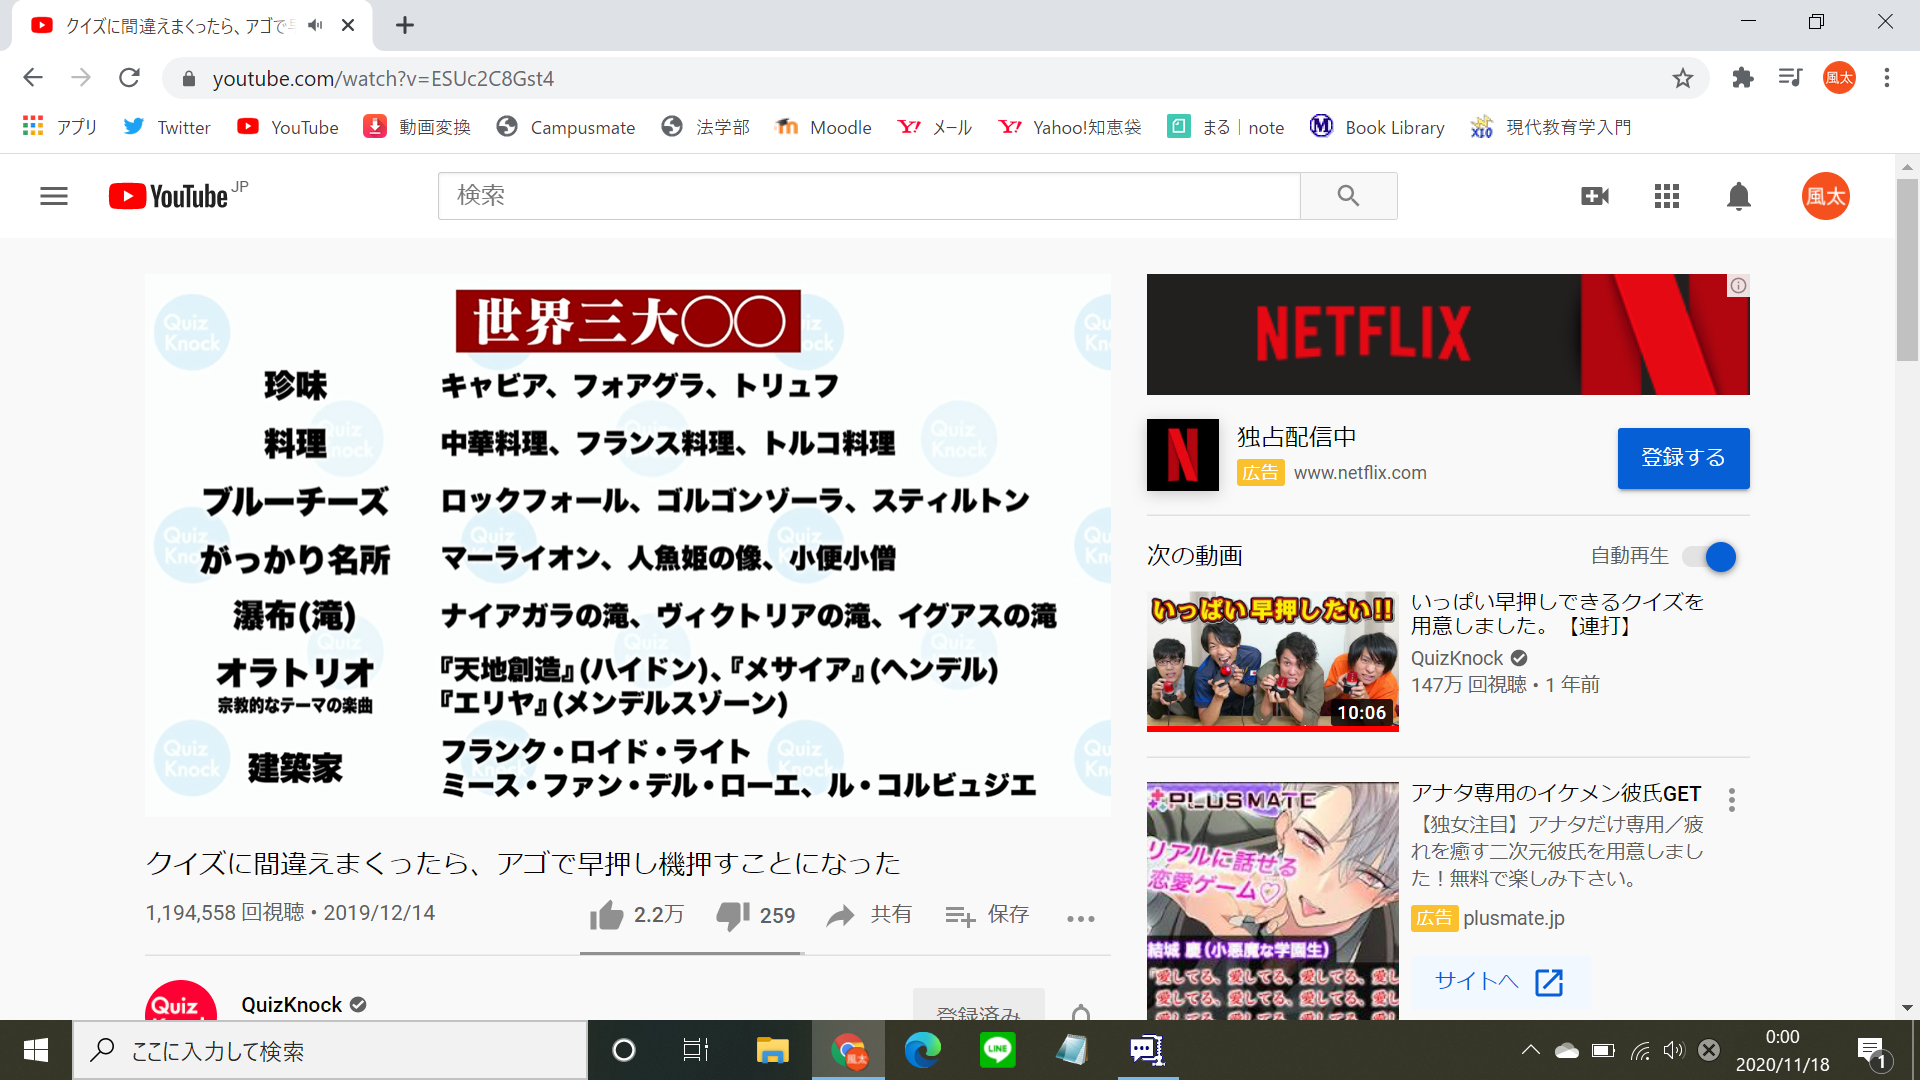 クイズに間違えまくったら、アゴで
youtube.com/watch?v=ESUc2C8Gst4
風太
アプリ Twitter YouTube 動画変換 Campusmate 法学部 Moodle メール Yahoo!知恵袋 まる｜note Book Library 現代教育学入門
YouTube JP
検索
風太
世界三大〇〇
珍味 キャビア、フォアグラ、トリュフ
料理 中華料理、フランス料理、トルコ料理
ブルーチーズ ロックフォール、ゴルゴンゾーラ、スティルトン
がっかり名所 マーライオン、人魚姫の像、小便小僧
瀑布(滝) ナイアガラの滝、ヴィクトリアの滝、イグアスの滝
オラトリオ 『天地創造』(ハイドン)、『メサイア』(ヘンデル)
宗教的なテーマの楽曲 『エリヤ』(メンデルスゾーン)
建築家 フランク・ロイド・ライト
ミース・ファン・デル・ローエ、ル・コルビュジエ
Quiz Knock
クイズに間違えまくったら、アゴで早押し機押すことになった
1,194,558 回視聴・2019/12/14
2.2万 259 共有 保存
Quiz
QuizKnock
登録済み
NETFLIX
独占配信中
広告 www.netflix.com
登録する
次の動画 自動再生
いっぱい早押したい!!
10:06
いっぱい早押しできるクイズを
用意しました。【連打】
QuizKnock
147万 回視聴・1 年前
PLUSMATE
リアルに話せる
恋愛ゲーム♡
結城 慶(小悪魔な学園生)
「愛してる、愛してる、愛してる、愛し
愛してる、愛してる、愛してる、愛して
アナタ専用のイケメン彼氏GET
【独女注目】アナタだけ専用／疲
れを癒す二次元彼氏を用意しまし
た！無料で楽しみ下さい。
広告 plusmate.jp
サイトへ
ここに入力して検索
風太
LINE
0:00
2020/11/18
1